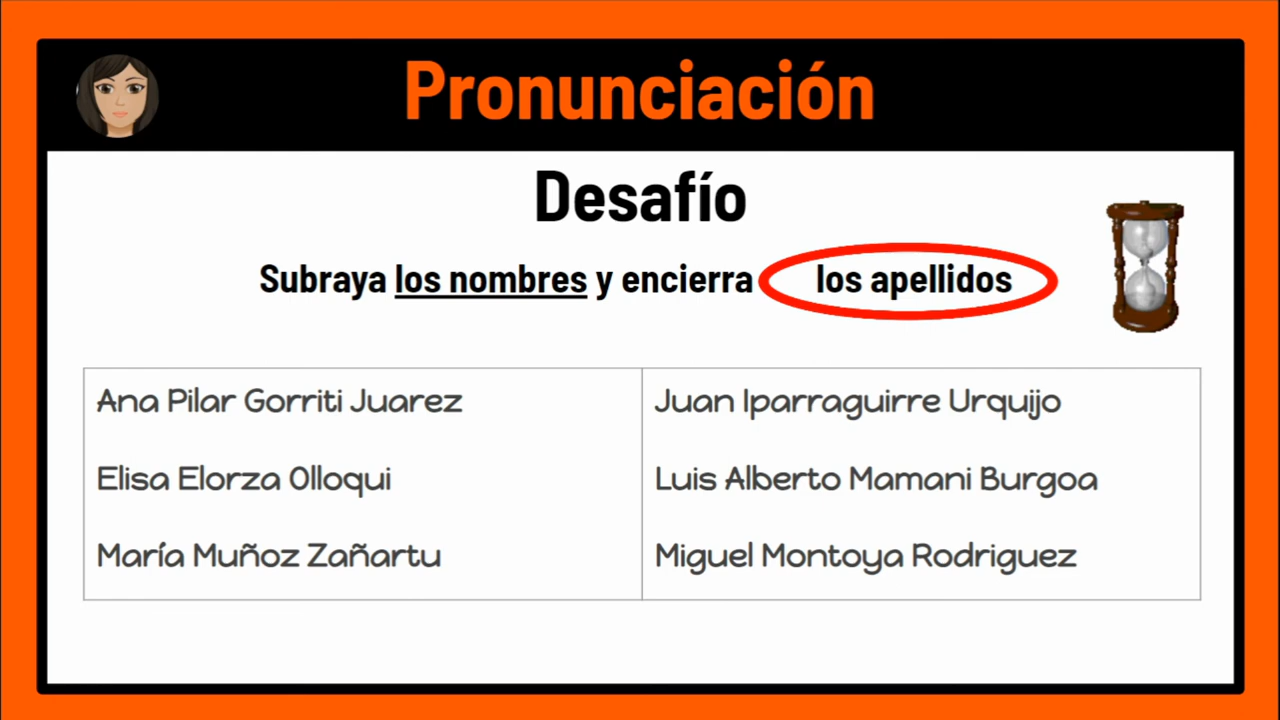 Pronunciación
Desafío
Subraya los nombres y encierra los apellidos
Ana Pilar Gorriti Juarez
Elisa Elorza Olloqui
María Muñoz Zañartu
Juan Iparraguirre Urquijo
Luis Alberto Mamani Burgoa
Miguel Montoya Rodriguez